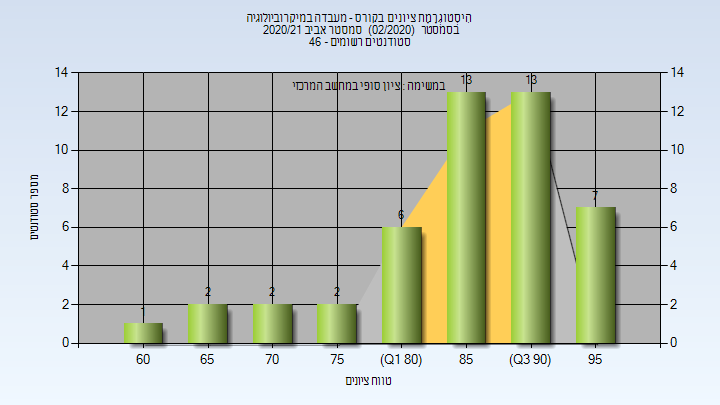 היסטוגרמת ציונים בקורס - מעבדה במיקרוביולוגיה
בסמסטר (02/2020) סמסטר אביב 2020/21
סטודנטים רשומים - 46
במשימה : ציון סופי במחשב המרכזי
14 14
12 12
10 10
8 8
6 6
4 4
2 2
0 0
1 2 2 2 6 13 13 7
מספר סטודנטים
60 65 70 75 (Q1 80) 85 (Q3 90) 95
טווח ציונים